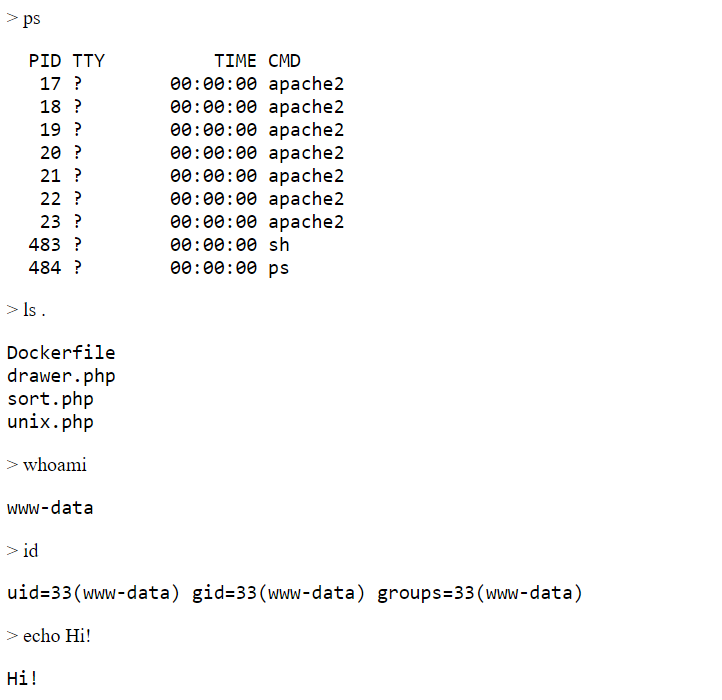 > ps
  PID TTY          TIME CMD
   17 ?        00:00:00 apache2
   18 ?        00:00:00 apache2
   19 ?        00:00:00 apache2
   20 ?        00:00:00 apache2
   21 ?        00:00:00 apache2
   22 ?        00:00:00 apache2
   23 ?        00:00:00 apache2
  483 ?        00:00:00 sh
  484 ?        00:00:00 ps
> ls .
Dockerfile
drawer.php
sort.php
unix.php
> whoami
www-data
> id
uid=33(www-data) gid=33(www-data) groups=33(www-data)
> echo Hi!
Hi!